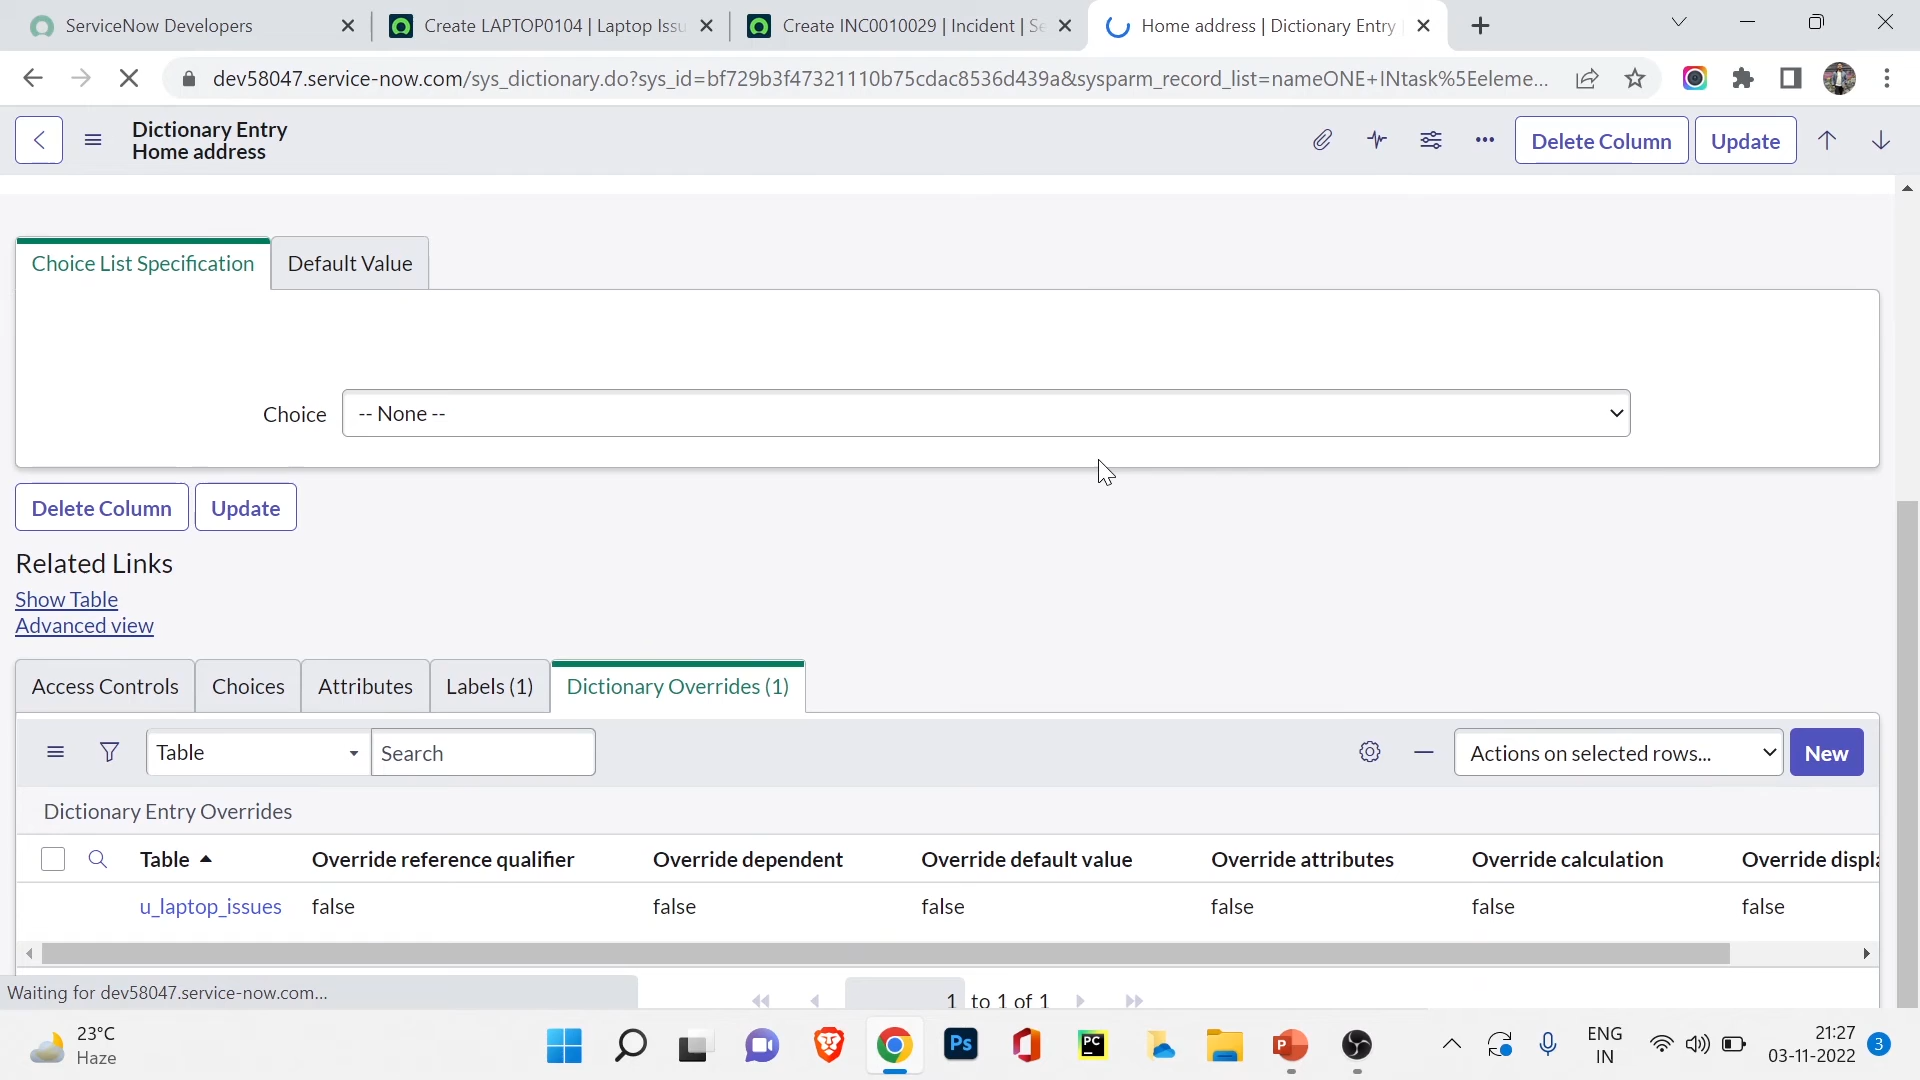 ServiceNow Developers
Create LAPTOP0104 | Laptop Issu
Create INC0010029 | Incident | Se
Home address | Dictionary Entry
dev58047.service-now.com/sys_dictionary.do?sys_id=bf729b3f47321110b75cdac8536d439a&sysparm_record_list=nameONE+INtask%5Eeleme...
Dictionary Entry
Home address
Delete Column
Update
Choice List Specification
Default Value
Choice
-- None --
Delete Column
Update
Related Links
Show Table
Advanced view
Access Controls
Choices
Attributes
Labels (1)
Dictionary Overrides (1)
Table
Search
Actions on selected rows...
New
Dictionary Entry Overrides
Table Override reference qualifier Override dependent Override default value Override attributes Override calculation Override displa
u_laptop_issues false false false false false false
Waiting for dev58047.service-now.com...
1 to 1 of 1
23°C
Haze
Ps
PC
P
ENG
IN
21:27
03-11-2022
3